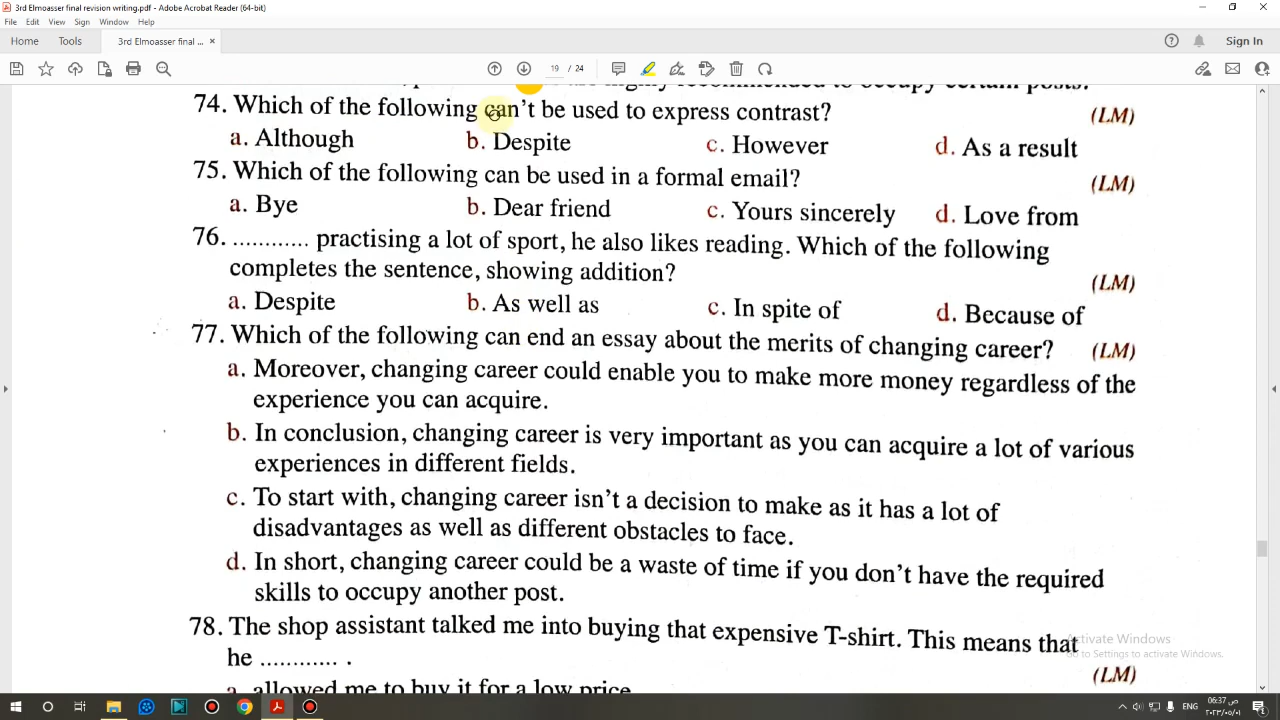 3rd Elmoasser final revision writing.pdf - Adobe Acrobat Reader (64-bit)
File Edit View Sign Window Help
Home Tools 3rd Elmoasser final ... × Sign In
19 / 24
highly recommended to occupy certain posts.
74. Which of the following can't be used to express contrast? (LM)
a. Although b. Despite c. However d. As a result
75. Which of the following can be used in a formal email? (LM)
a. Bye b. Dear friend c. Yours sincerely d. Love from
76. ............ practising a lot of sport, he also likes reading. Which of the following
completes the sentence, showing addition? (LM)
a. Despite b. As well as c. In spite of d. Because of
77. Which of the following can end an essay about the merits of changing career? (LM)
a. Moreover, changing career could enable you to make more money regardless of the
experience you can acquire.
b. In conclusion, changing career is very important as you can acquire a lot of various
experiences in different fields.
c. To start with, changing career isn't a decision to make as it has a lot of
disadvantages as well as different obstacles to face.
d. In short, changing career could be a waste of time if you don't have the required
skills to occupy another post.
78. The shop assistant talked me into buying that expensive T-shirt. This means that
he ............ . (LM)
a. allowed me to buy it for a low price.
Activate Windows
Go to Settings to activate Windows.
ENG
06:37 ص